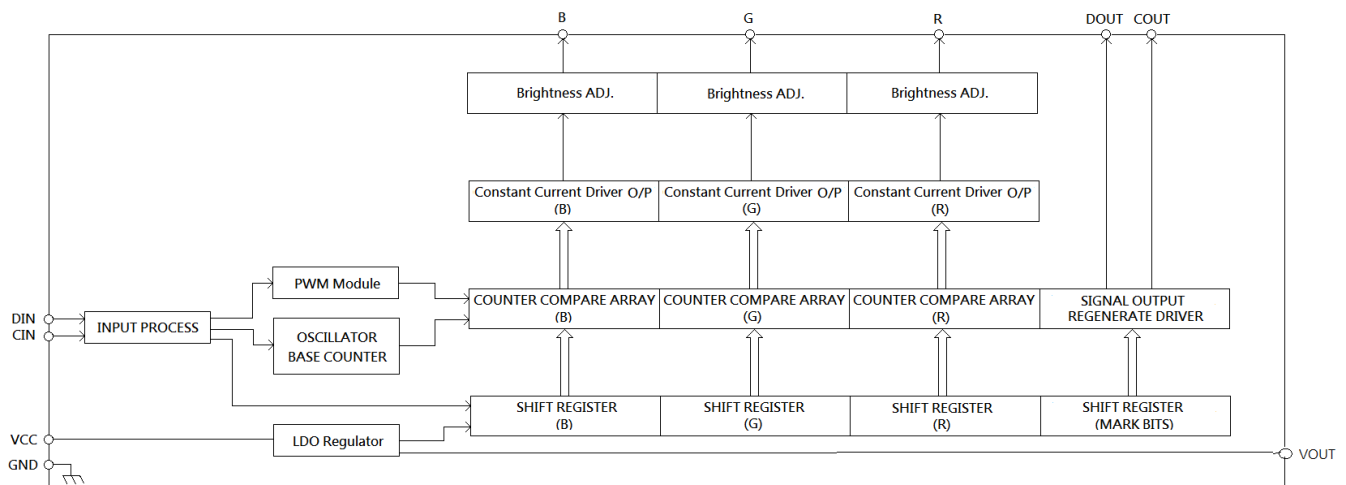 B G R DOUT COUT
Brightness ADJ. Brightness ADJ. Brightness ADJ.
Constant Current Driver O/P Constant Current Driver O/P Constant Current Driver O/P
(B) (G) (R)
PWM Module
COUNTER COMPARE ARRAY COUNTER COMPARE ARRAY COUNTER COMPARE ARRAY SIGNAL OUTPUT
(B) (G) (R) REGENERATE DRIVER
DIN
CIN
INPUT PROCESS
OSCILLATOR
BASE COUNTER
SHIFT REGISTER SHIFT REGISTER SHIFT REGISTER SHIFT REGISTER
(B) (G) (R) (MARK BITS)
VCC LDO Regulator
VOUT
GND